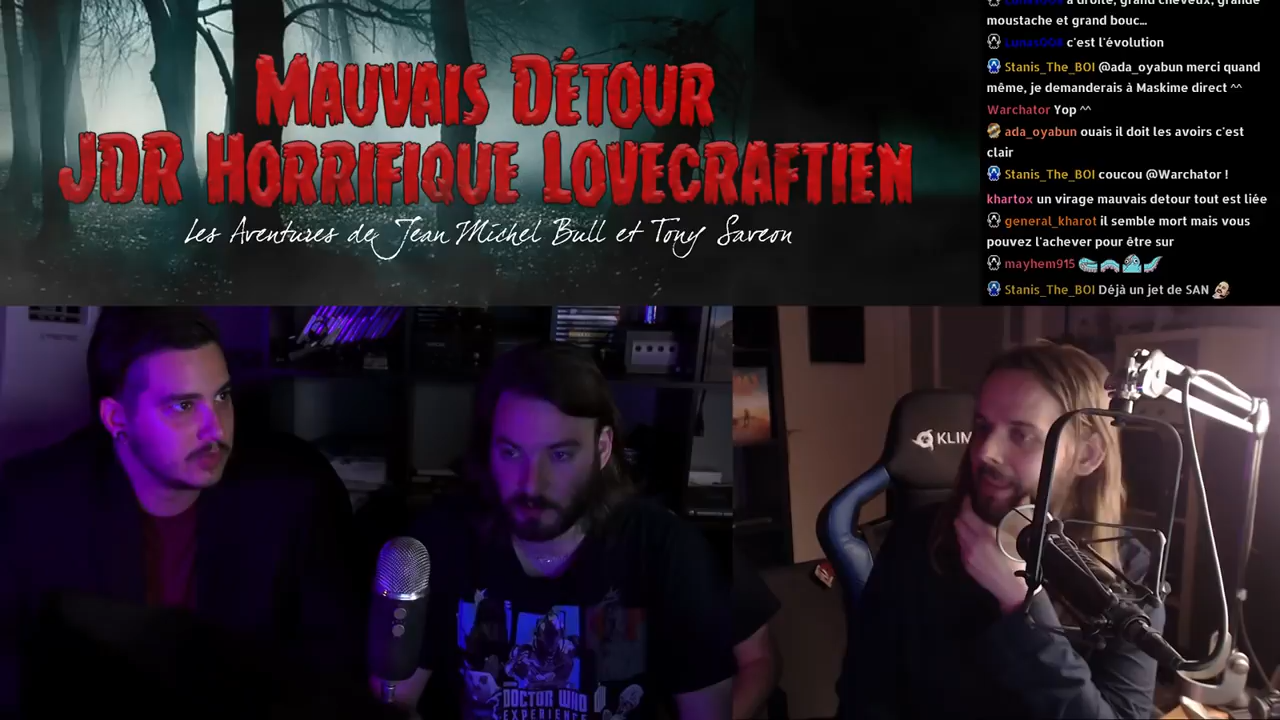 MAUVAIS DÉTOUR
JDR HORRIFIQUE LOVECRAFTIEN
Les Aventures de Jean Michel Bull et Tony Saveon
à droite, grand cheveux, grande
moustache et grand bouc...
c'est l'évolution
Stanis_The_BOI @ada_oyabun merci quand
même, je demanderais à Maskime direct ^^
Warchator Yop ^^
ada_oyabun ouais il doit les avoirs c'est
clair
Stanis_The_BOI coucou @Warchator !
khartox un virage mauvais detour tout est liée
general_kharot il semble mort mais vous
pouvez l'achever pour être sur
mayhem915
Stanis_The_BOI Déjà un jet de SAN
KLIM
DOCTOR WHO
EXPERIENCE